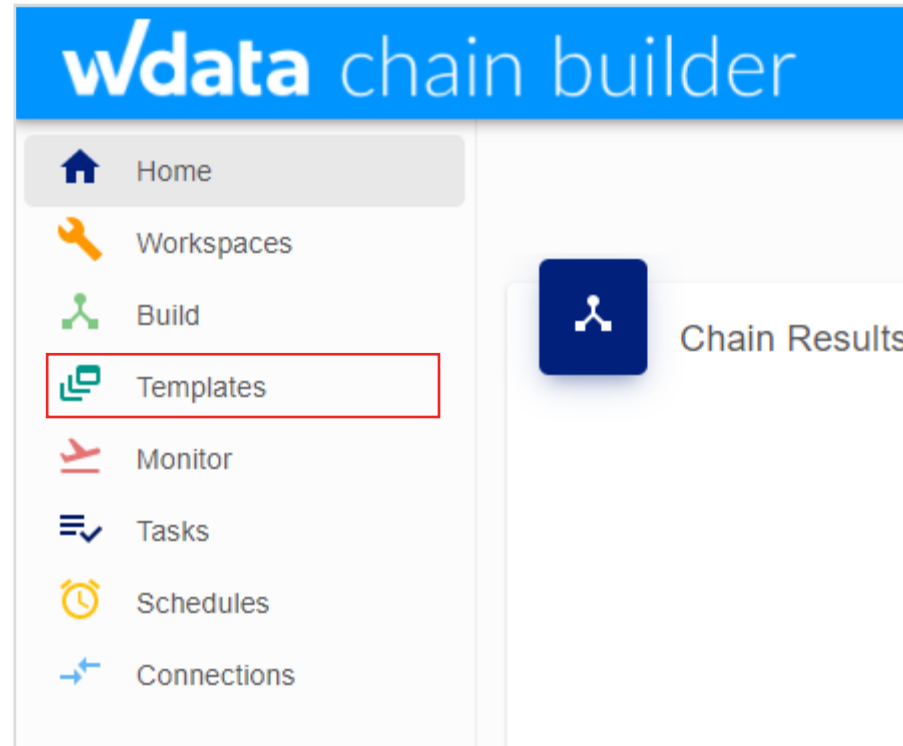 wdata chain builder
Home
Workspaces
Build
Templates
Monitor
Tasks
Schedules
Connections
Chain Results